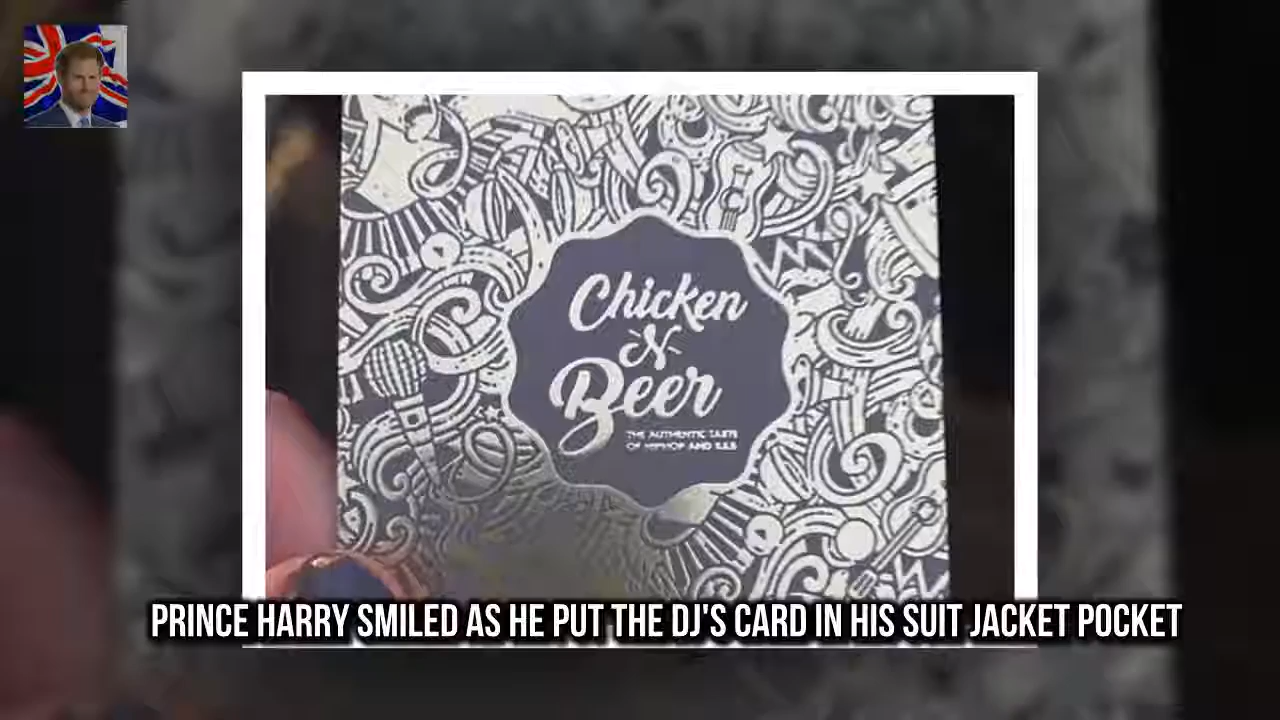 Chicken
N
Beer
THE AUTHENTIC TASTE
OF HIPHOP AND R&B
PRINCE HARRY SMILED AS HE PUT THE DJ'S CARD IN HIS SUIT JACKET POCKET